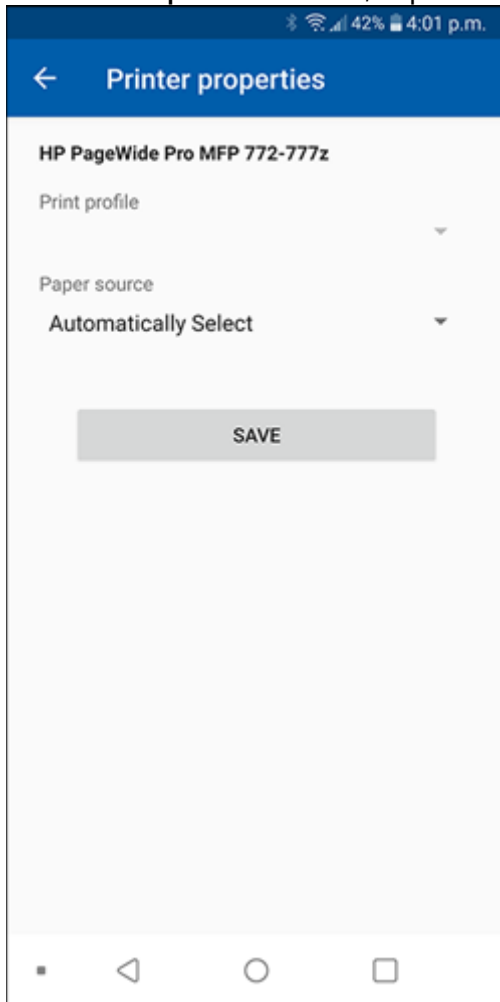 42% 4:01 p.m.
Printer properties
HP PageWide Pro MFP 772-777z
Print profile
Paper source
Automatically Select
SAVE